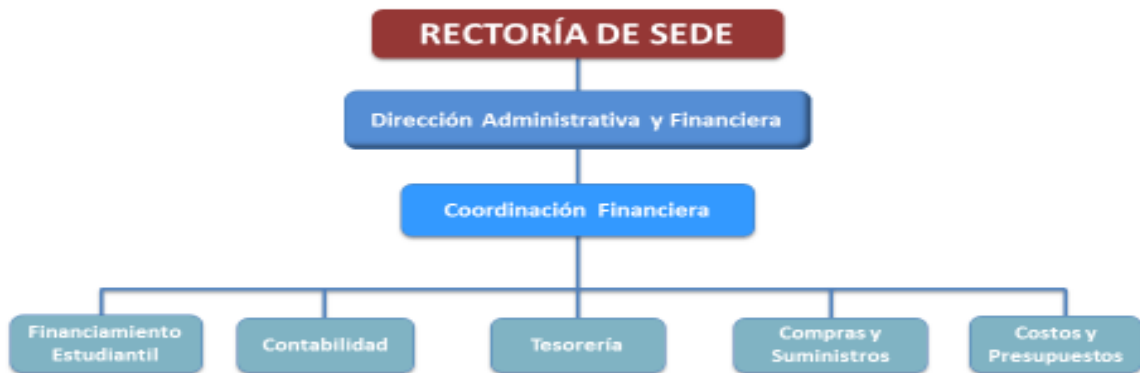 RECTORÍA DE SEDE
Dirección Administrativa y Financiera
Coordinación Financiera
Financiamiento
Estudiantil
Contabilidad
Tesorería
Compras y
Suministros
Costos y
Presupuestos